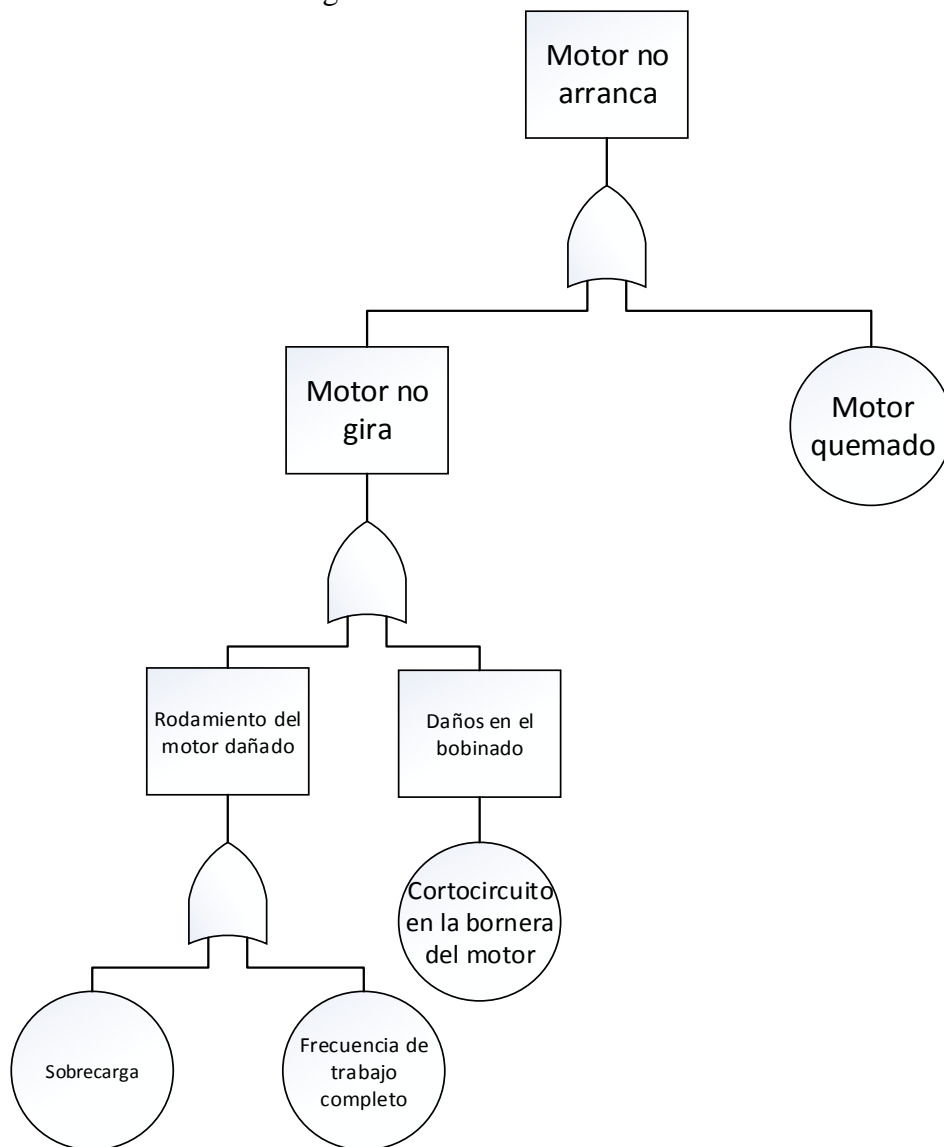 Motor no
arranca
Motor no
gira
Motor
quemado
Rodamiento del
motor dañado
Daños en el
bobinado
Cortocircuito
en la bornera
del motor
Sobrecarga
Frecuencia de
trabajo
completo